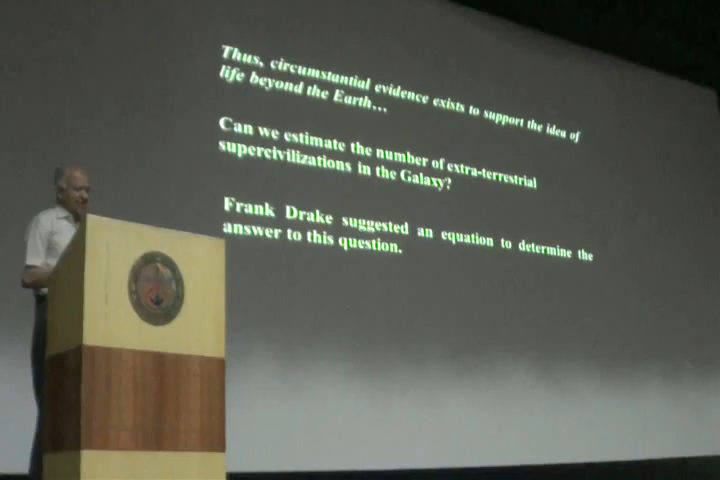 Thus, circumstantial evidence exists to support the idea of
life beyond the Earth...
Can we estimate the number of extra-terrestrial
supercivilizations in the Galaxy?
Frank Drake suggested an equation to determine the
answer to this question.